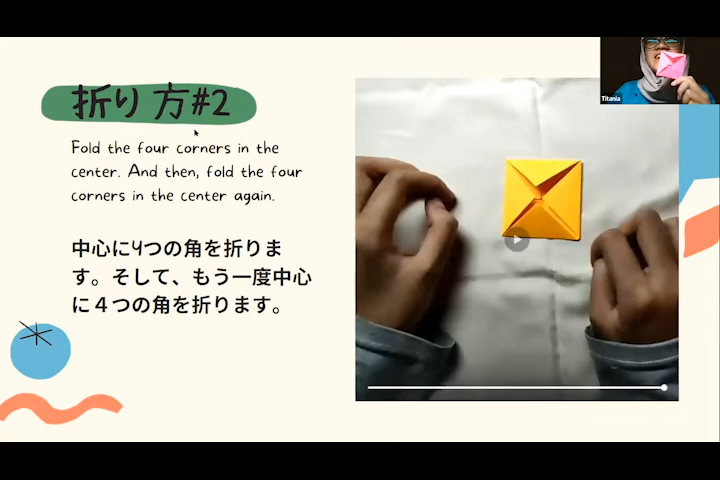 折り方#2
Fold the four corners in the
center. And then, fold the four
corners in the center again.
中心に4つの角を折りま
す。そして、もう一度中心
に４つの角を折ります。
Titania